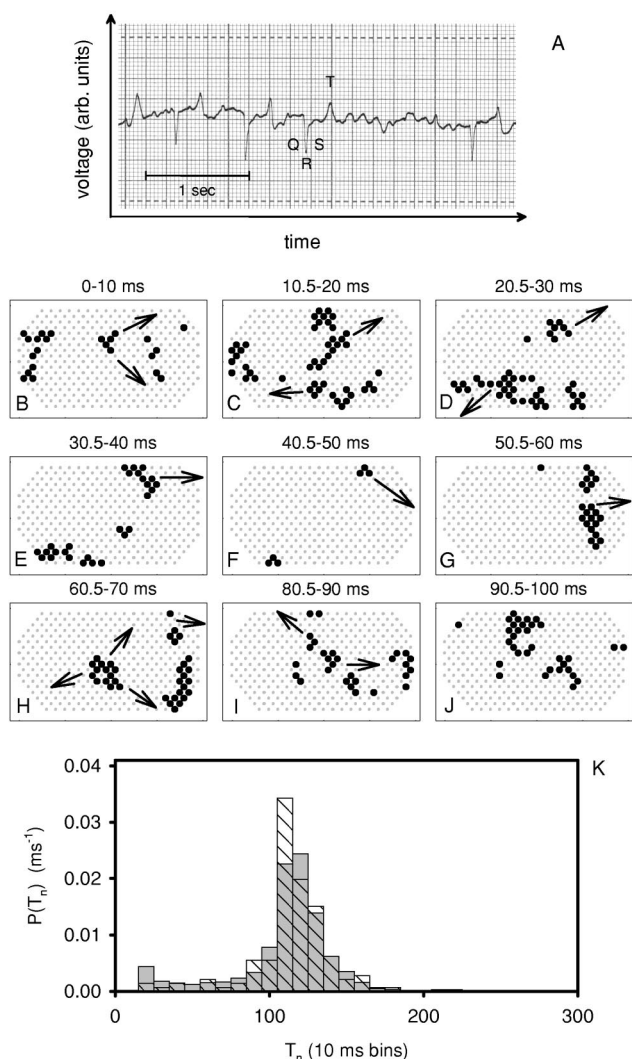 A
voltage (arb. units)
T
Q
S
R
1 sec
time
0-10 ms
10.5-20 ms
20.5-30 ms
B
C
D
30.5-40 ms
40.5-50 ms
50.5-60 ms
E
F
G
60.5-70 ms
80.5-90 ms
90.5-100 ms
H
I
J
K
P(Tn) (ms-1)
0.04
0.03
0.02
0.01
0.00
0
100
200
300
Tn (10 ms bins)